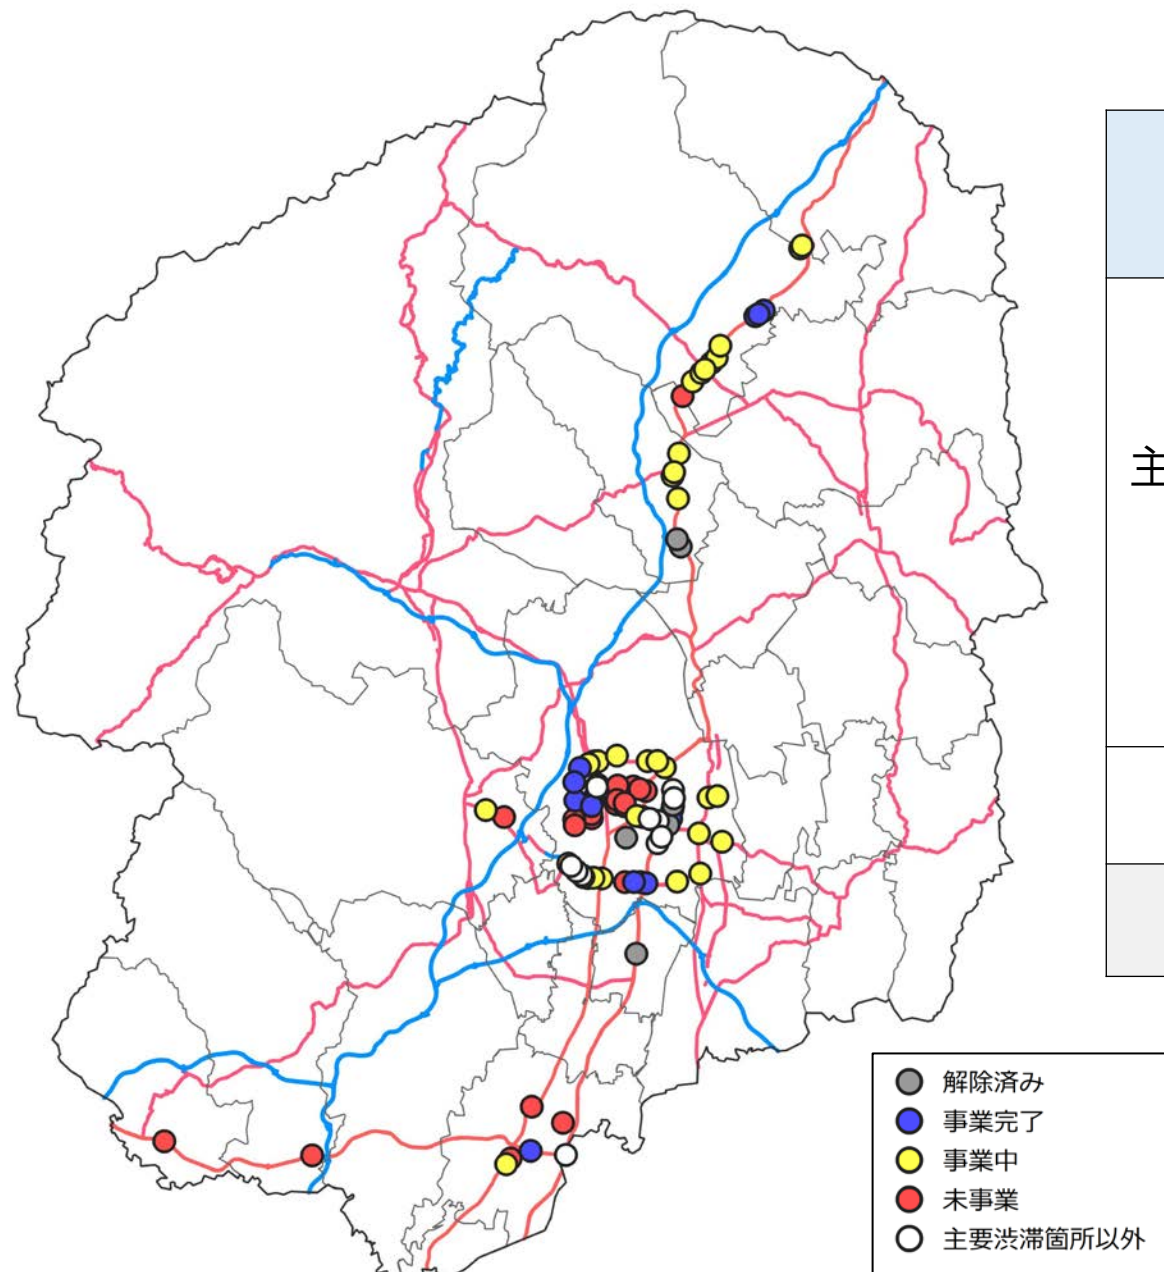 主
解除済み
事業完了
事業中
未事業
主要渋滞箇所以外